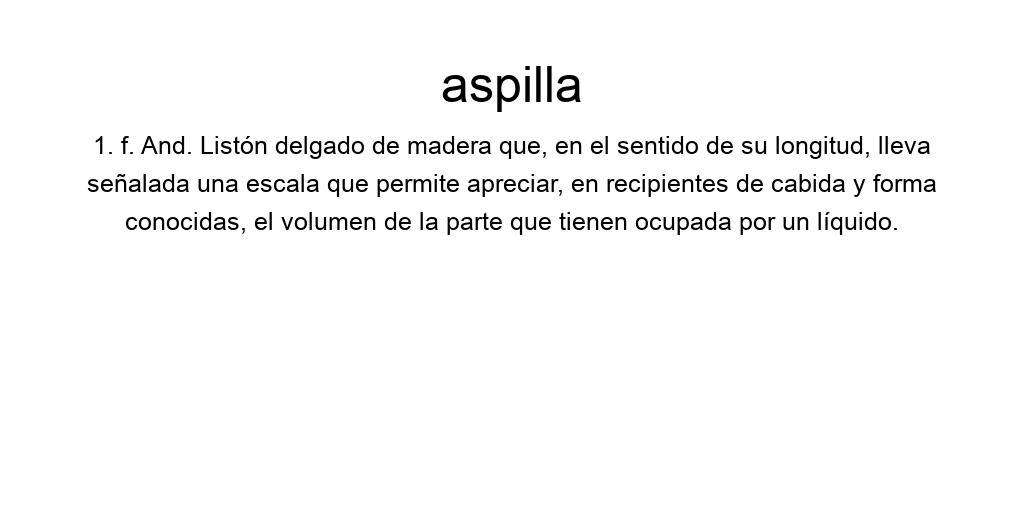 aspilla
1. f. And. Listón delgado de madera que, en el sentido de su longitud, lleva
señalada una escala que permite apreciar, en recipientes de cabida y forma
conocidas, el volumen de la parte que tienen ocupada por un líquido.